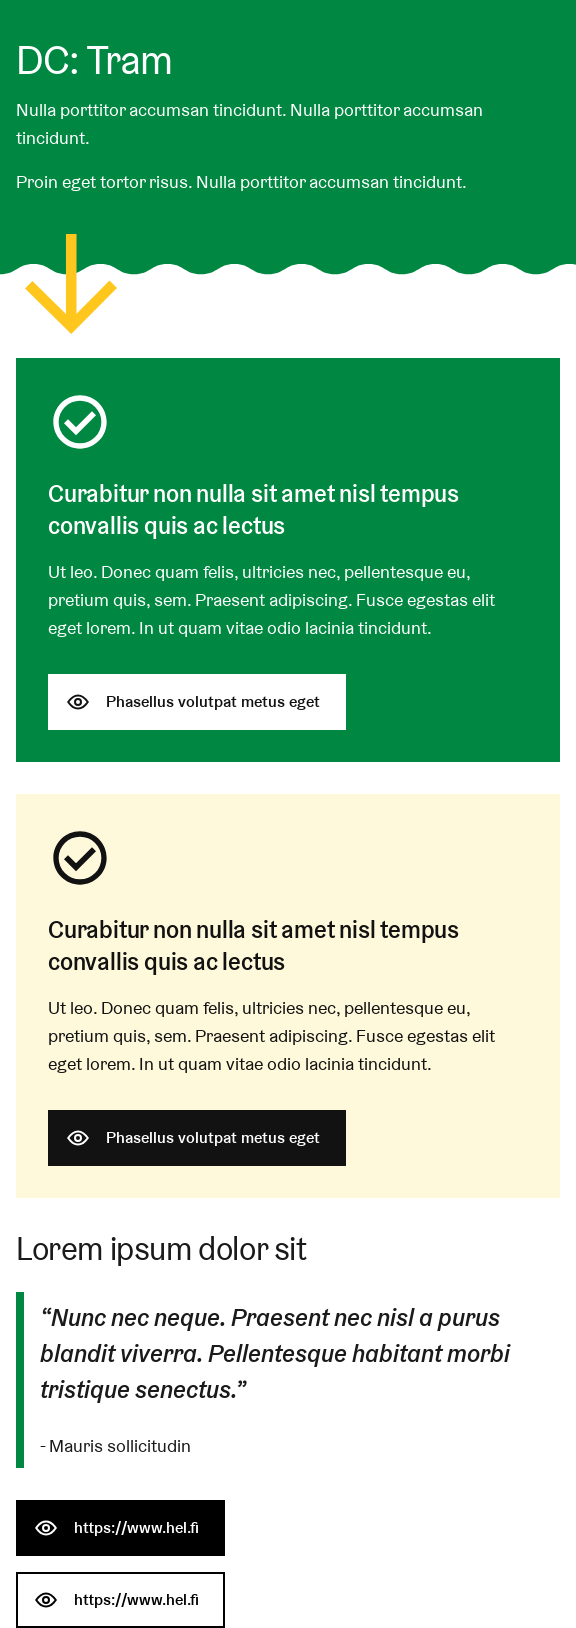 DC: Tram
Nulla porttitor accumsan tincidunt. Nulla porttitor accumsan
tincidunt.
Proin eget tortor risus. Nulla porttitor accumsan tincidunt.
Curabitur non nulla sit amet nisl tempus
convallis quis ac lectus
Ut leo. Donec quam felis, ultricies nec, pellentesque eu,
pretium quis, sem. Praesent adipiscing. Fusce egestas elit
eget lorem. In ut quam vitae odio lacinia tincidunt.
Phasellus volutpat metus eget
Curabitur non nulla sit amet nisl tempus
convallis quis ac lectus
Ut leo. Donec quam felis, ultricies nec, pellentesque eu,
pretium quis, sem. Praesent adipiscing. Fusce egestas elit
eget lorem. In ut quam vitae odio lacinia tincidunt.
Phasellus volutpat metus eget
Lorem ipsum dolor sit
“Nunc nec neque. Praesent nec nisl a purus
blandit viverra. Pellentesque habitant morbi
tristique senectus.”
- Mauris sollicitudin
https://www.hel.fi
https://www.hel.fi